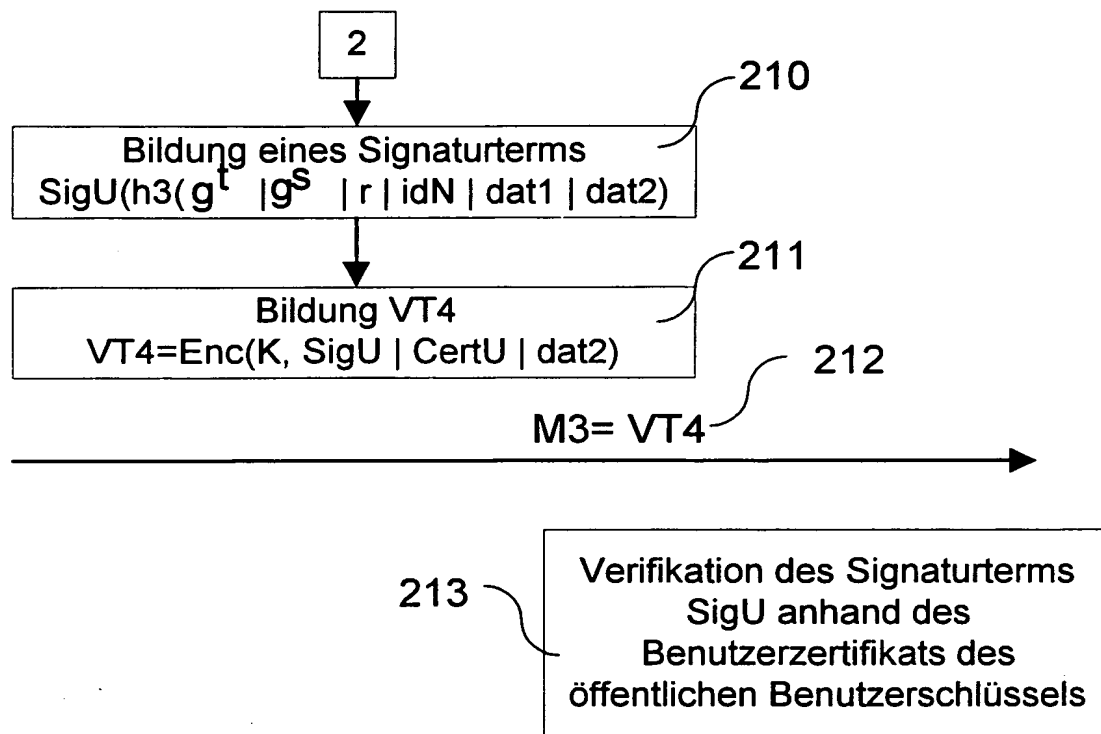 2
210
Bildung eines Signaturterms
SigU(h3( g^t | g^s | r | idN | dat1 | dat2)
211
Bildung VT4
VT4=Enc(K, SigU | CertU | dat2)
212
M3= VT4
213
Verifikation des Signaturterms
SigU anhand des
Benutzerzertifikats des
öffentlichen Benutzerschlüssels